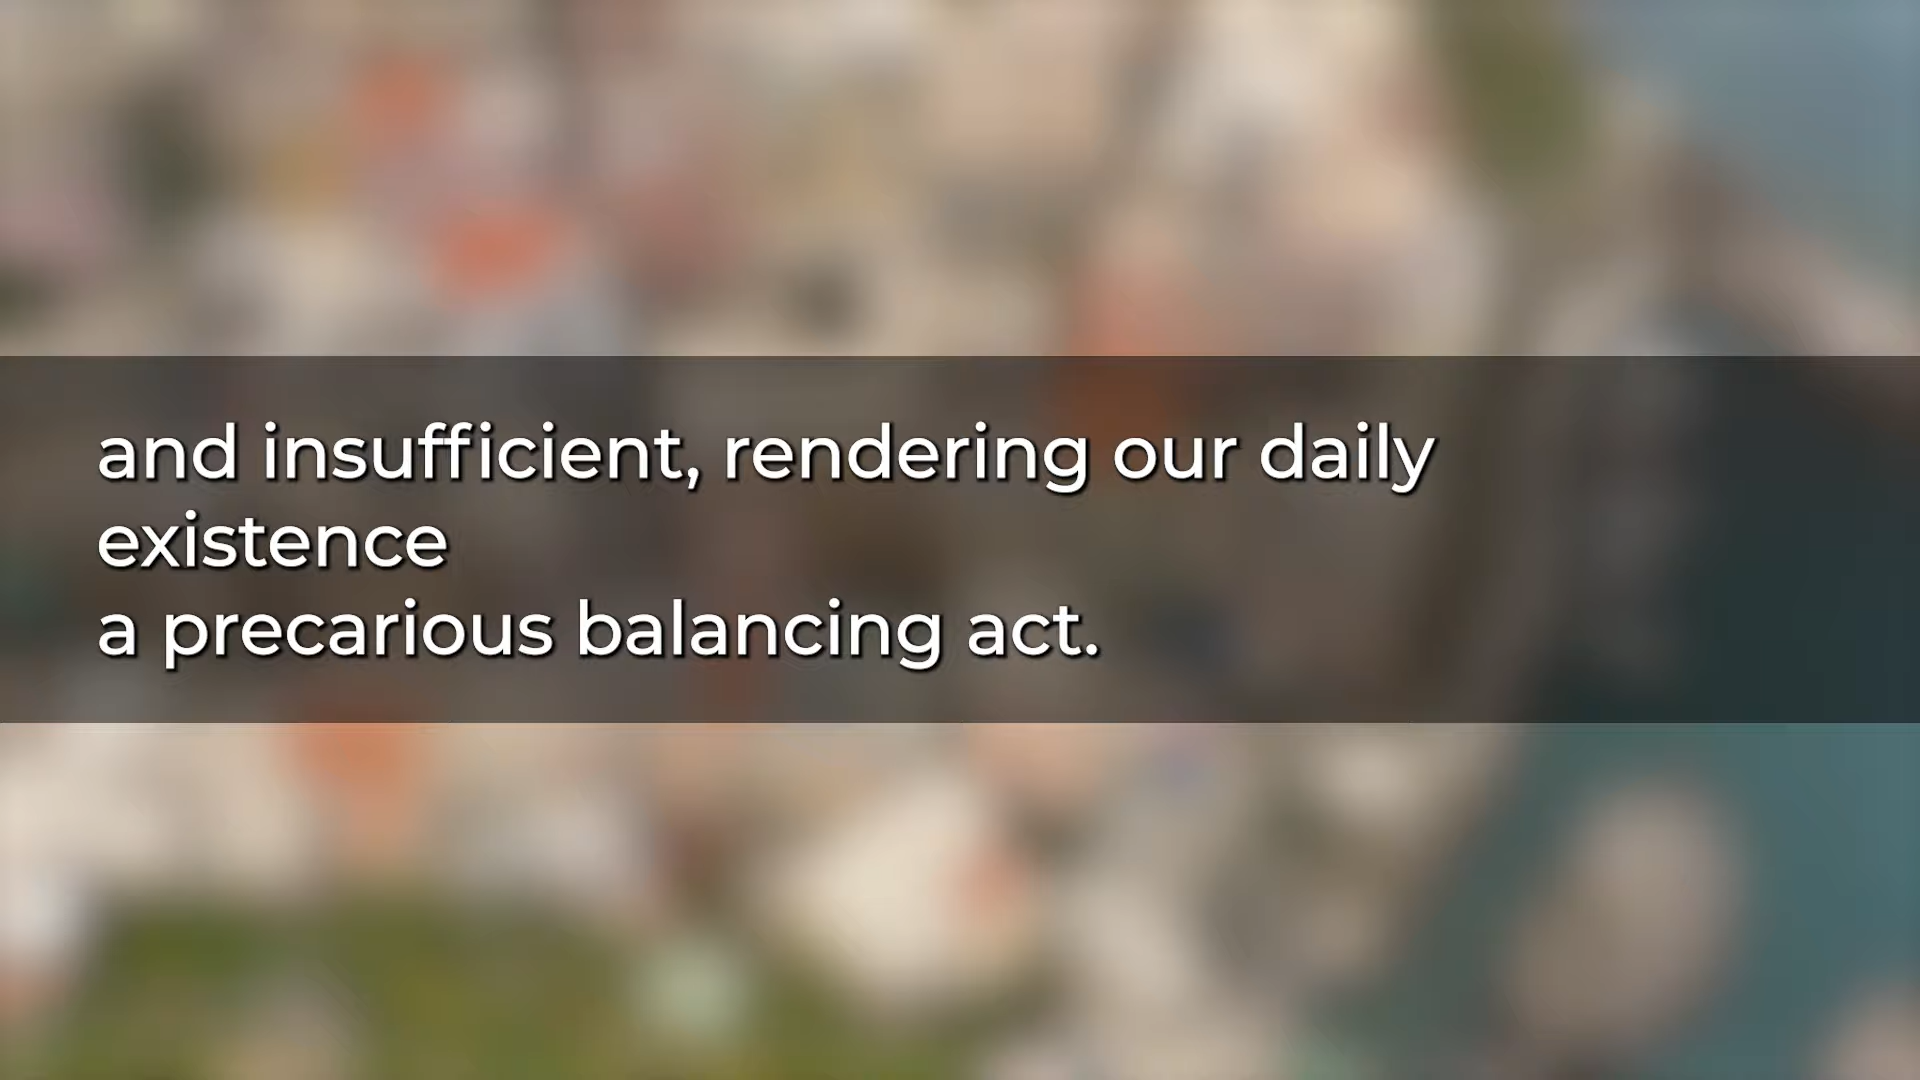 and insufficient, rendering our daily
existence
a precarious balancing act.